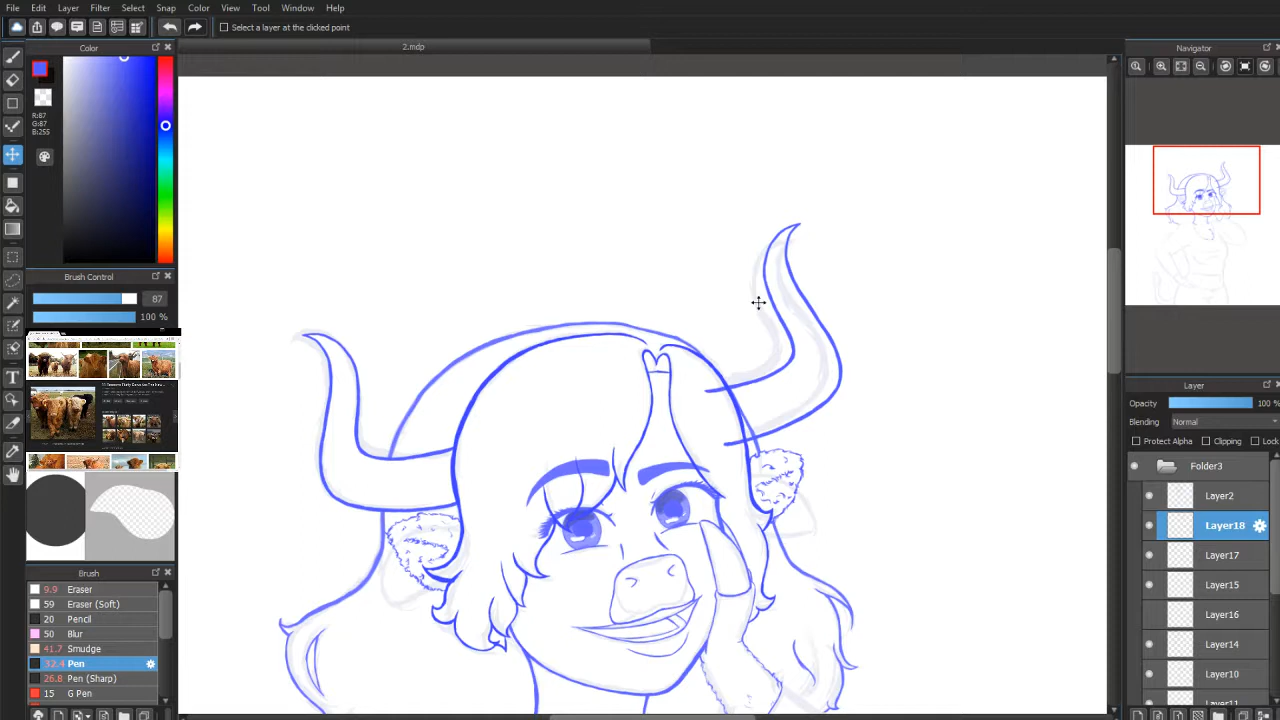 File Edit Layer Filter Select Snap Color View Tool Window Help
Select a layer at the clicked point
Color
2.mdp
Navigator
R:87
G:87
B:255
Brush Control
87
100 %
Brush
9.9 Eraser
59 Eraser (Soft)
20 Pencil
50 Blur
41.7 Smudge
32.4 Pen
26.8 Pen (Sharp)
15 G Pen
Layer
Opacity 100 %
Blending Normal
Protect Alpha Clipping Lock
Folder3
Layer2
Layer18
Layer17
Layer15
Layer16
Layer14
Layer10
Layer11